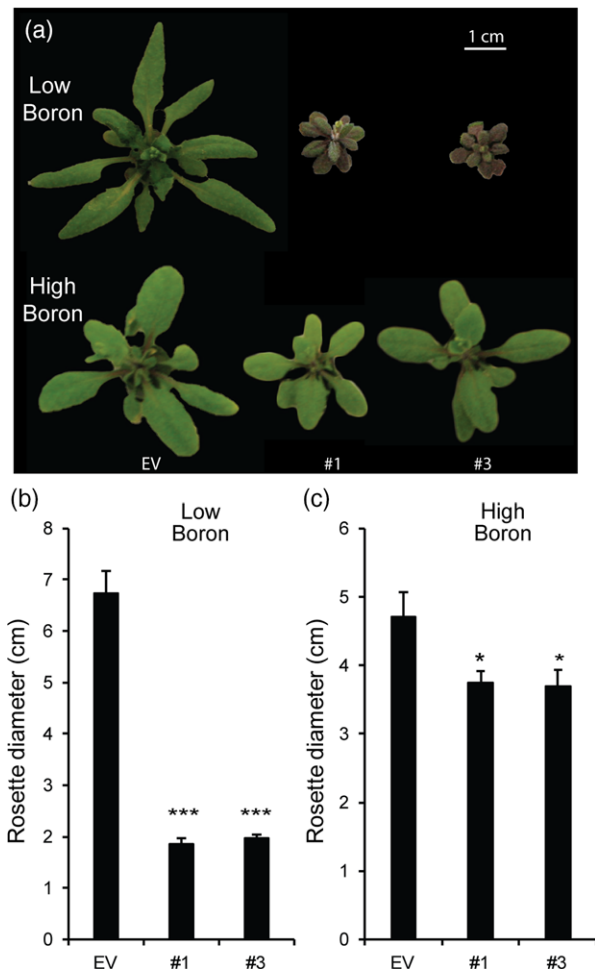 (a)
Low
Boron
1 cm
High
Boron
EV #1 #3
(b)
Low
Boron
Rosette diameter (cm)
8
7
6
5
4
3
2
1
0
*** ***
EV #1 #3
(c)
High
Boron
Rosette diameter (cm)
6
5
4
3
2
1
0
* *
EV #1 #3